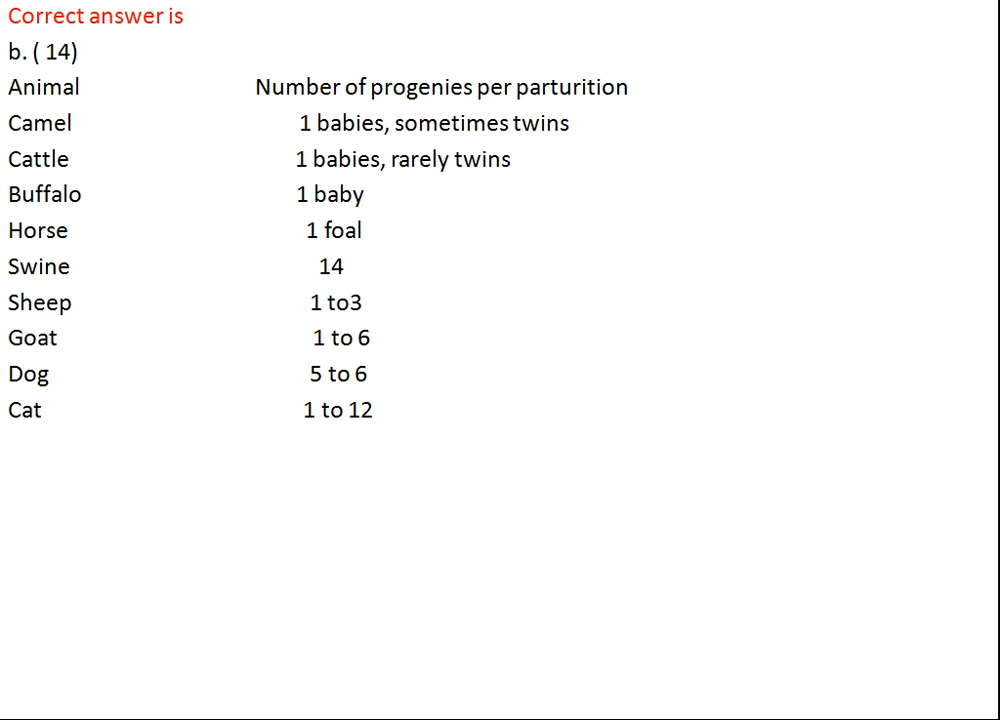 Correct answer is
b. ( 14)
Animal Number of progenies per parturition
Camel 1 babies, sometimes twins
Cattle 1 babies, rarely twins
Buffalo 1 baby
Horse 1 foal
Swine 14
Sheep 1 to3
Goat 1 to 6
Dog 5 to 6
Cat 1 to 12